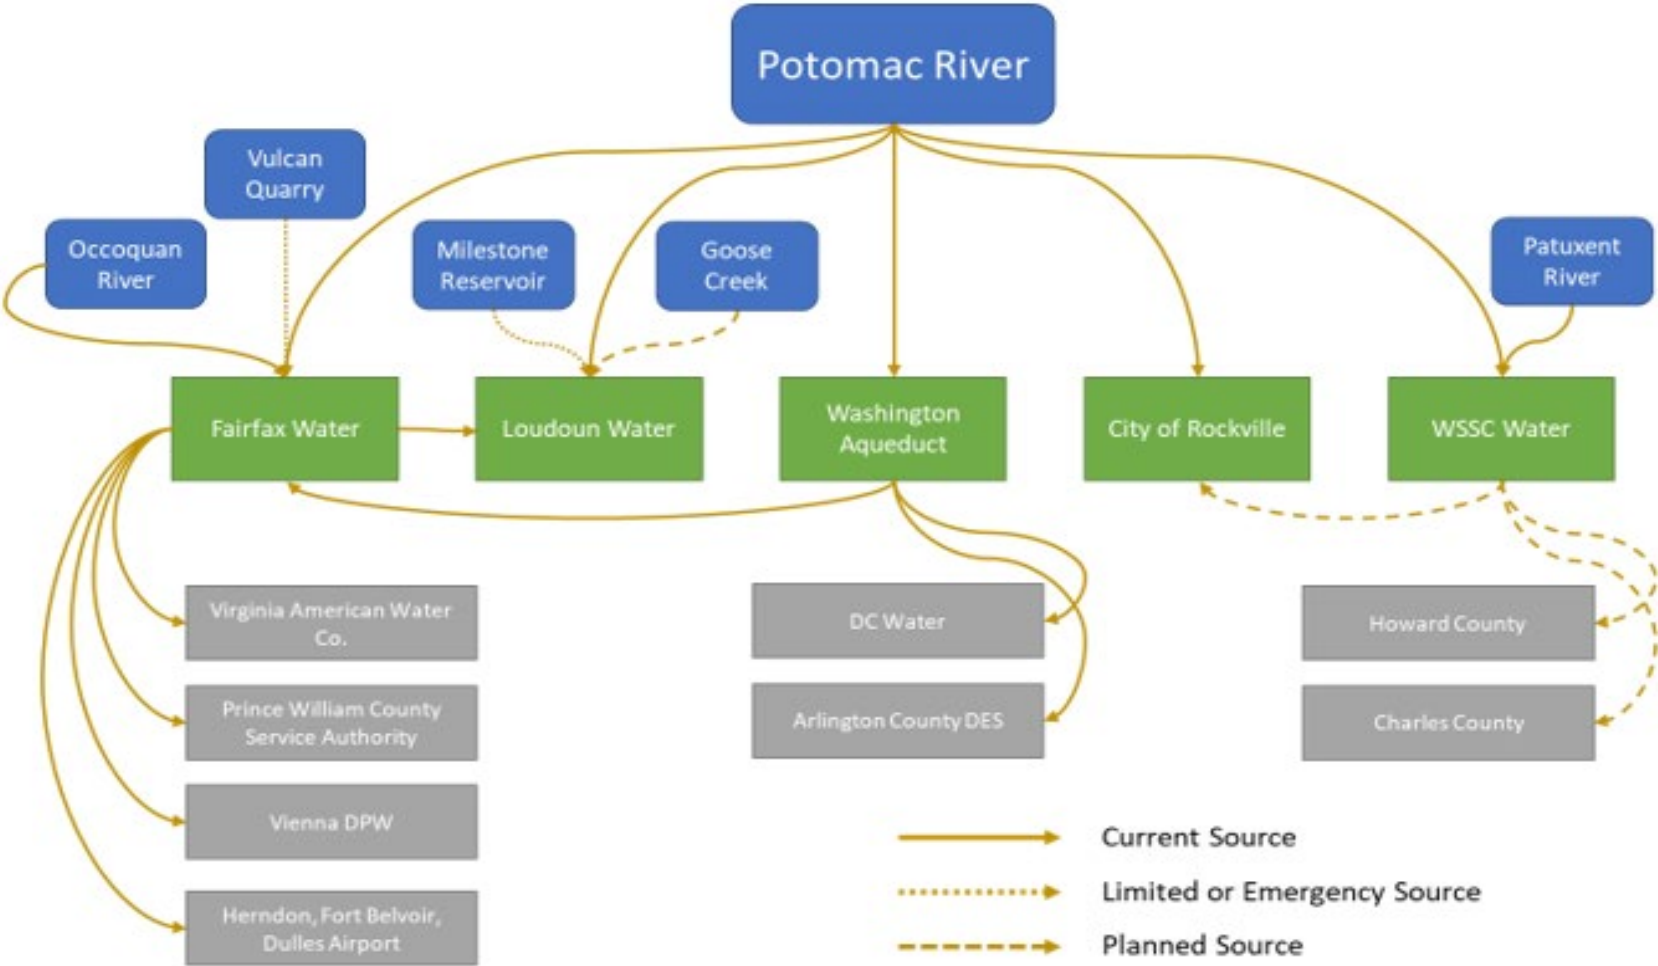 Potomac River
Vulcan
Quarry
Occoquan
River
Milestone
Reservoir
Goose
Creek
Patuxent
River
Fairfax Water
Loudoun Water
Washington
Aqueduct
City of Rockville
WSSC Water
Virginia American Water
Co.
DC Water
Howard County
Prince William County
Service Authority
Arlington County DES
Charles County
Vienna DPW
Herndon, Fort Belvoir,
Dulles Airport
Current Source
Limited or Emergency Source
Planned Source